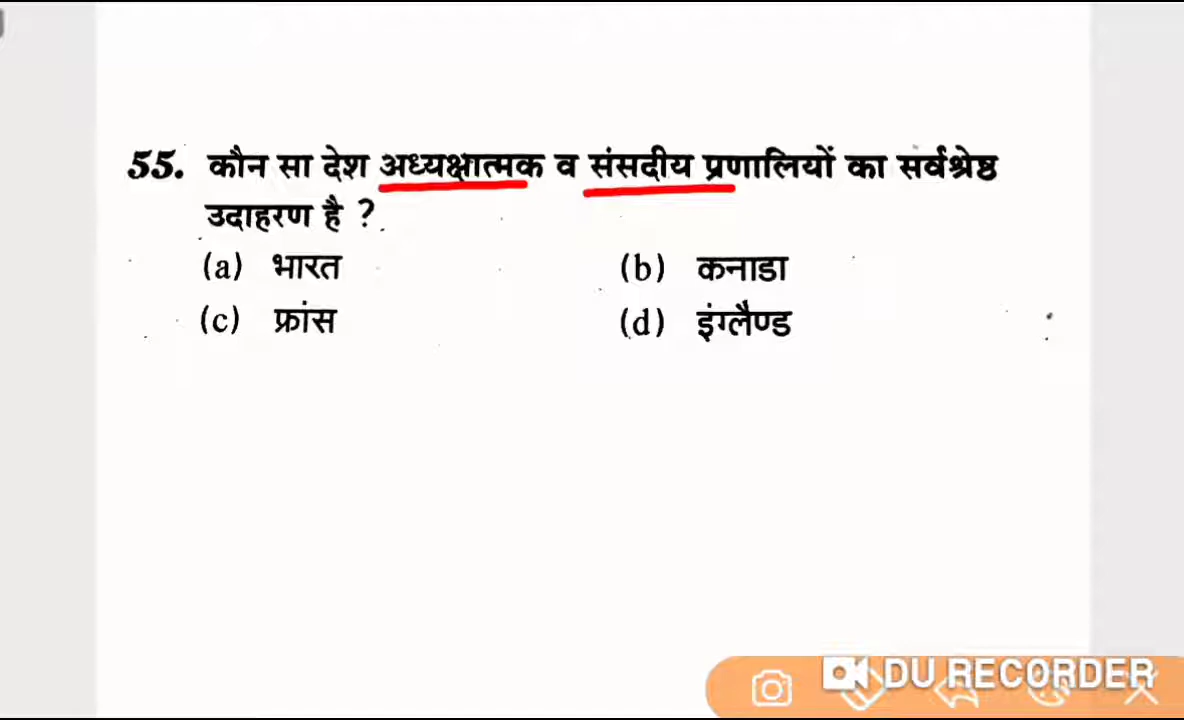 55. कौन सा देश अध्यक्षात्मक व संसदीय प्रणालियों का सर्वश्रेष्ठ
उदाहरण है ?
(a) भारत (b) कनाडा
(c) फ्रांस (d) इंग्लैण्ड
DU RECORDER